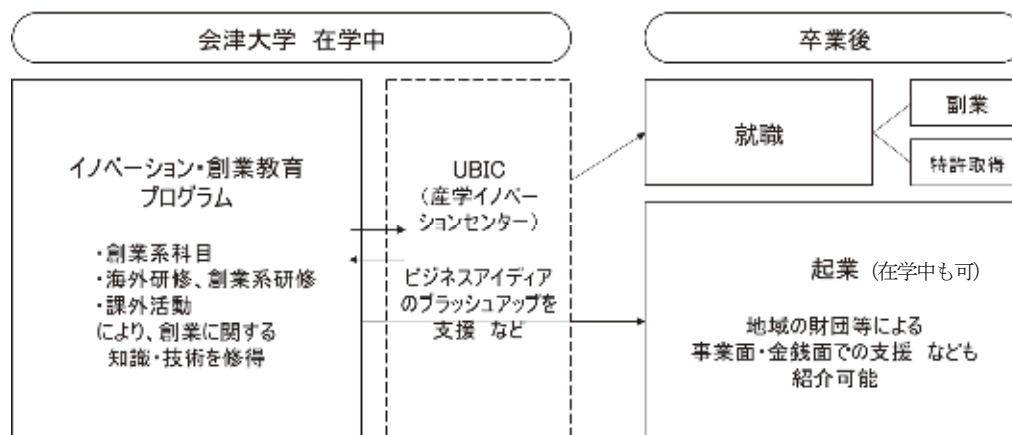 会津大学 在学中
卒業後
イノベーション・創業教育
プログラム
・創業系科目
・海外研修、創業系研修
・課外活動
により、創業に関する
知識・技術を修得
UBIC
（産学イノベー
ションセンター）
ビジネスアイディア
のブラッシュアップを
支援 など
就職
副業
特許取得
起業 (在学中も可)
地域の財団等による
事業面・金銭面での支援 なども
紹介可能